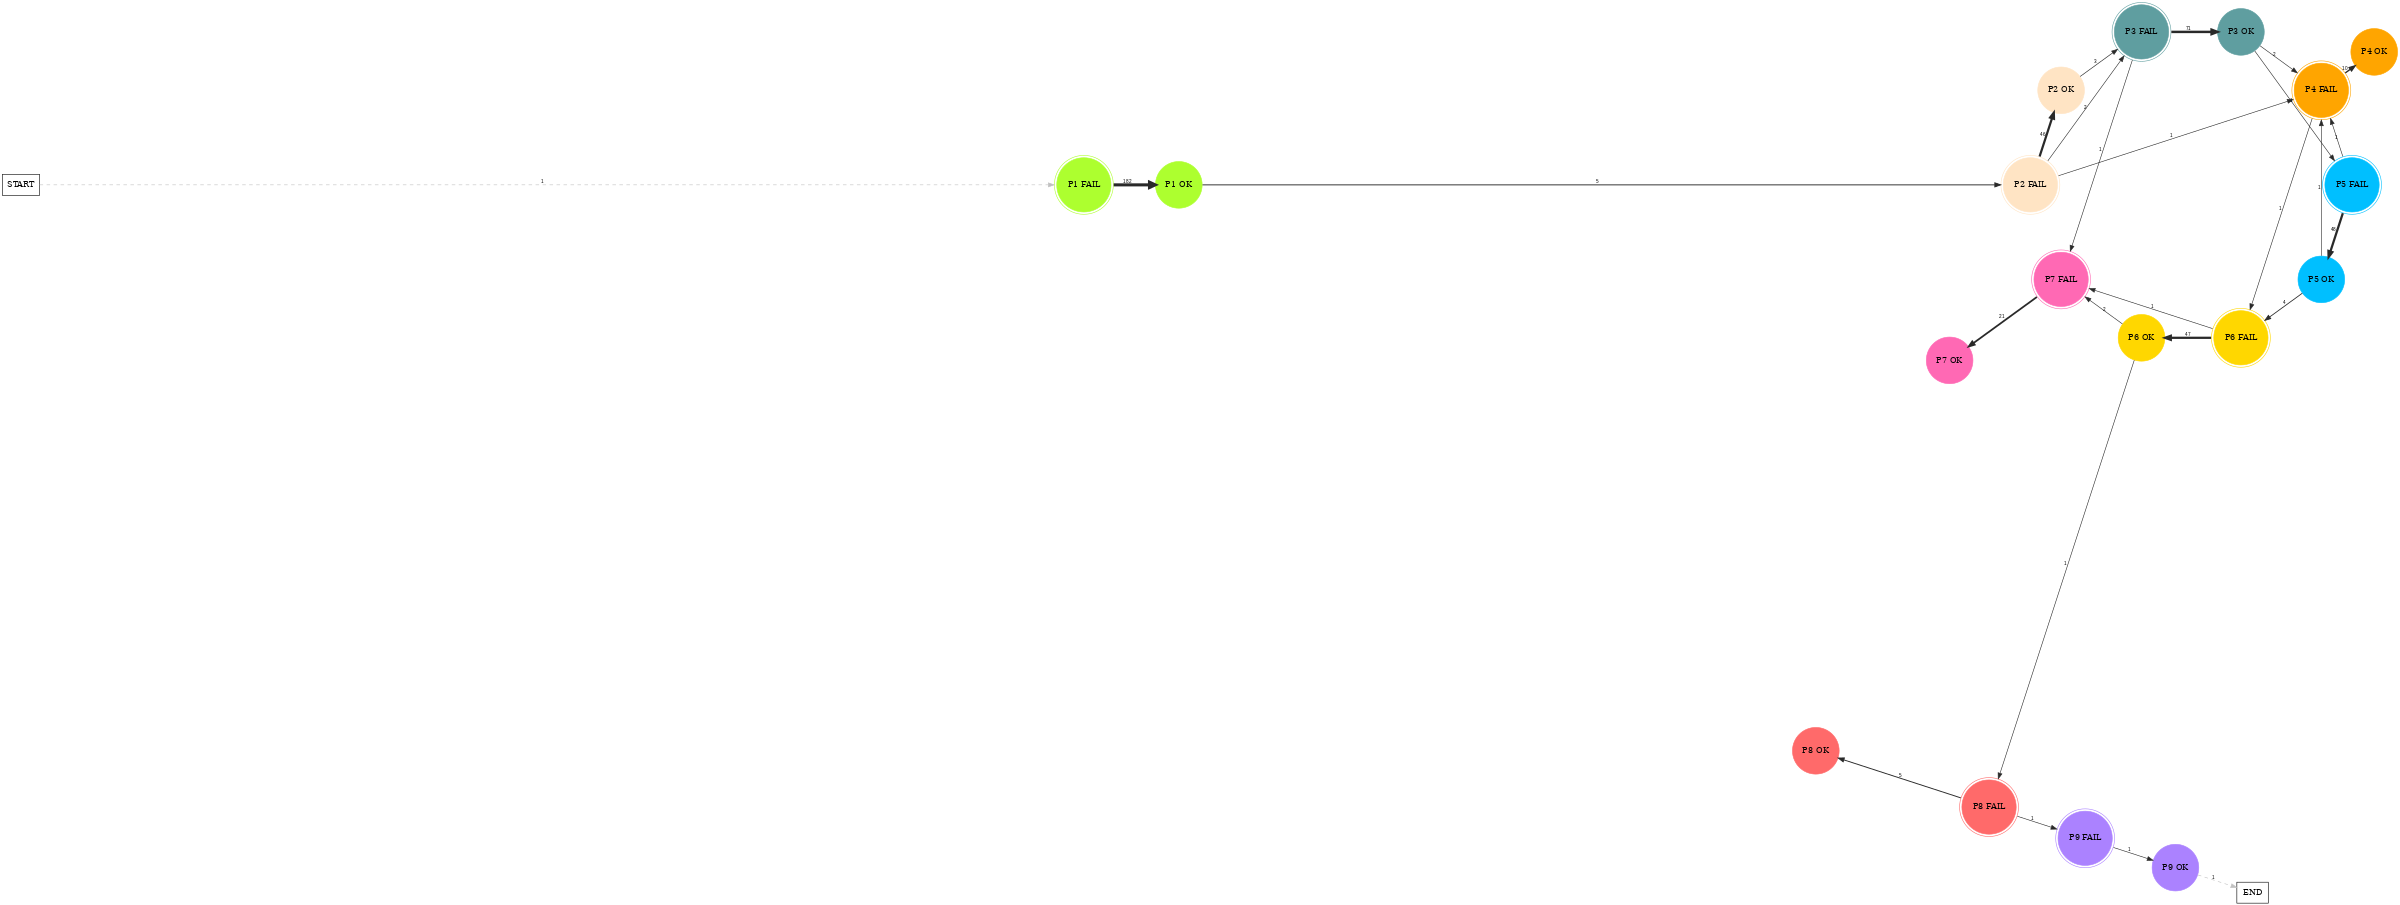 P3 FAIL
71
P3 OK
P4 OK
2
3
10
P2 OK
P4 FAIL
2
46
1
1
1
START
1
P1 FAIL
182
P1 OK
5
P2 FAIL
1
P5 FAIL
1
P7 FAIL
P5 OK
1
4
21
2
P6 OK
47
P6 FAIL
P7 OK
1
P8 OK
5
P8 FAIL
1
P9 FAIL
1
P9 OK
1
END